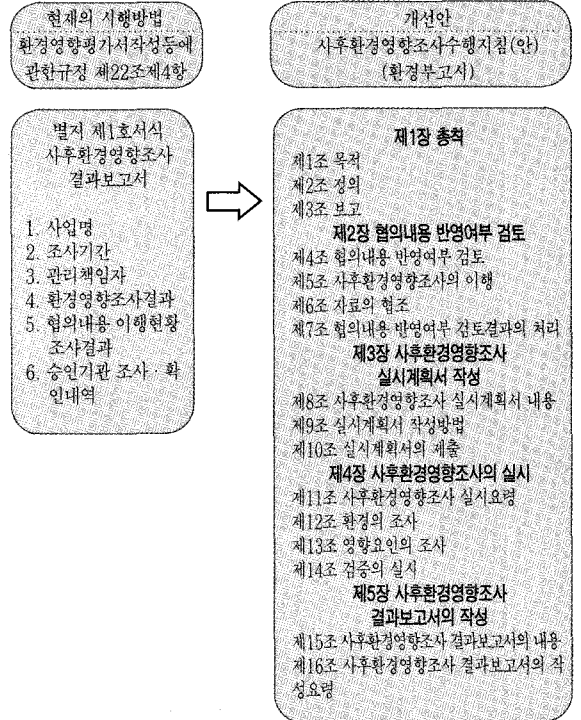 현재의 시행방법
환경영향평가서작성등에
관한규정 제22조제4항
별지 제1호서식
사후환경영향조사
결과보고서
1. 사업명
2. 조사기간
3. 관리책임자
4. 환경영향조사결과
5. 협의내용 이행현황
조사결과
6. 승인기관 조사·확
인내역
개선안
사후환경영향조사수행지침(안)
(환경부고시)
제1장 총칙
제1조 목적
제2조 정의
제3조 보고
제2장 협의내용 반영여부 검토
제4조 협의내용 반영여부 검토
제5조 사후환경영향조사의 이행
제6조 자료의 협조
제7조 협의내용 반영여부 검토결과의 처리
제3장 사후환경영향조사
실시계획서 작성
제8조 사후환경영향조사 실시계획서 내용
제9조 실시계획서 작성방법
제10조 실시계획서의 제출
제4장 사후환경영향조사의 실시
제11조 사후환경영향조사 실시요령
제12조 환경의 조사
제13조 영향요인의 조사
제14조 검증의 실시
제5장 사후환경영향조사
결과보고서의 작성
제15조 사후환경영향조사 결과보고서의 내용
제16조 사후환경영향조사 결과보고서의 작
성요령